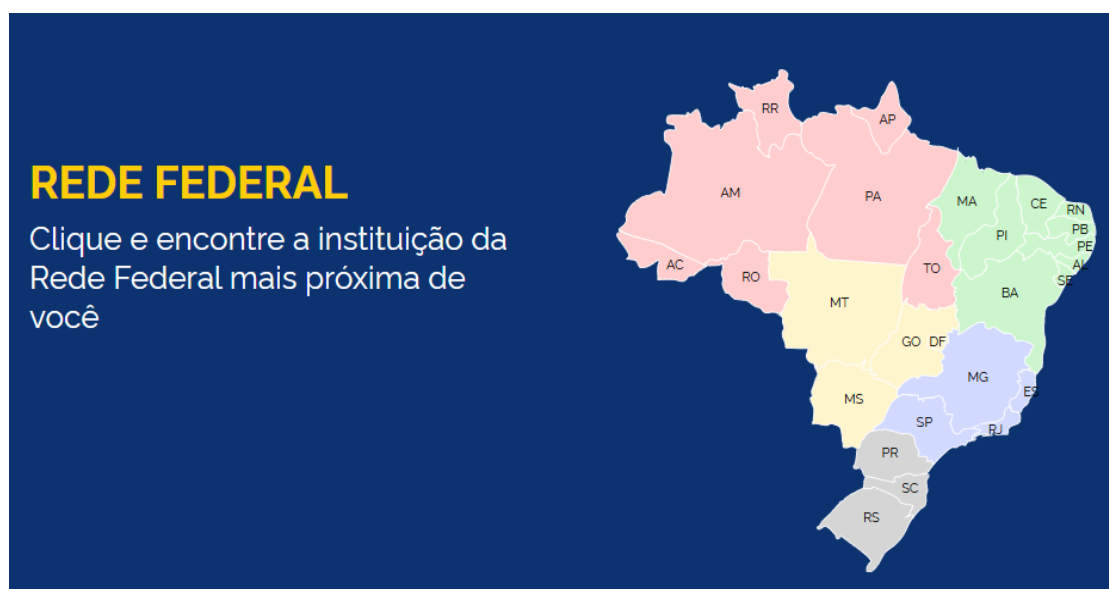 REDE FEDERAL
Clique e encontre a instituição da
Rede Federal mais próxima de
você
RR
AP
AM
PA
MA
CE
RN
PI
PB
PE
AC
RO
TO
AL
SE
BA
MT
GO DF
MG
ES
MS
SP
RJ
PR
SC
RS